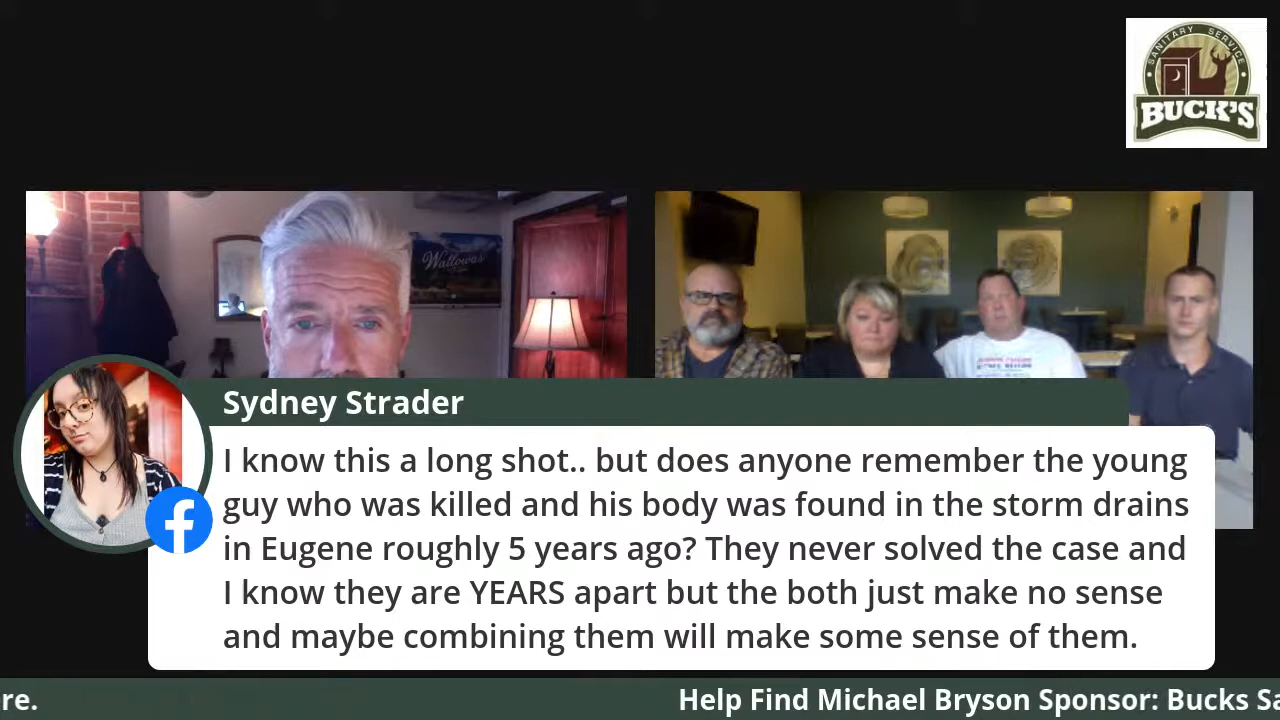 SANITARY SERVICE
BUCK'S
Wallowas
Sydney Strader
I know this a long shot.. but does anyone remember the young
guy who was killed and his body was found in the storm drains
in Eugene roughly 5 years ago? They never solved the case and
I know they are YEARS apart but the both just make no sense
and maybe combining them will make some sense of them.
re.
Help Find Michael Bryson Sponsor: Bucks Sa